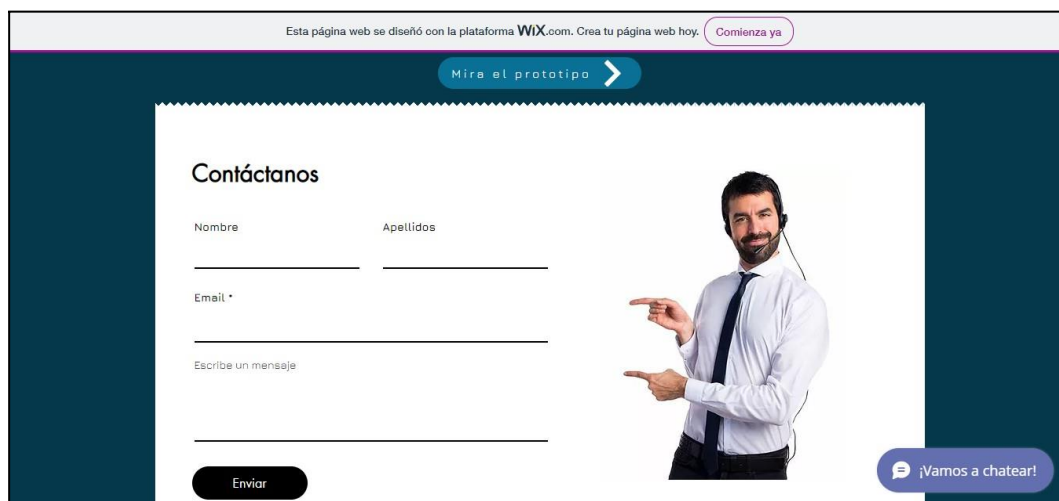 Esta página web se diseñó con la plataforma WiX.com. Crea tu página web hoy. Comienza ya
Mira el prototipo
Contáctanos
Nombre Apellidos
Email *
Escribe un mensaje
Enviar
¡Vamos a chatear!